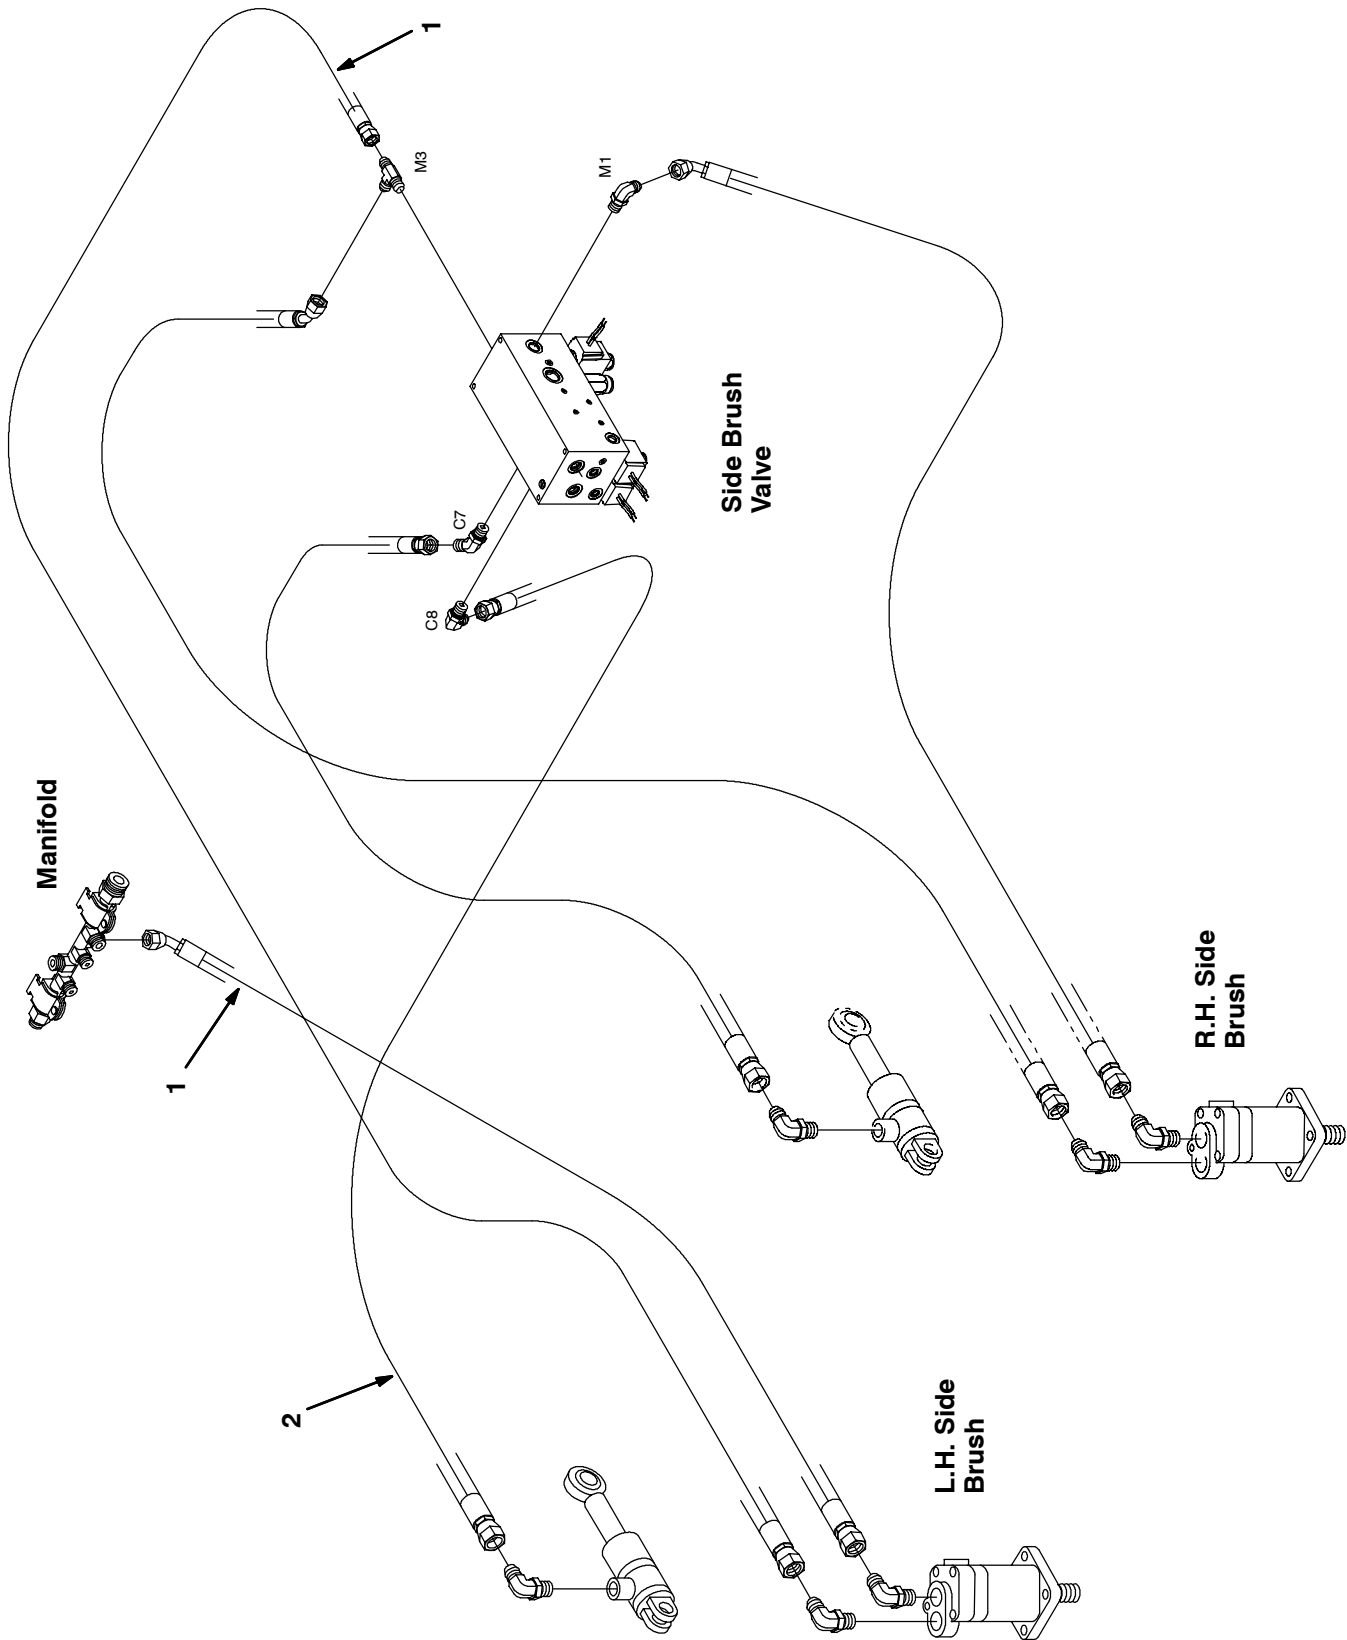 1
M3
M1
Side Brush
Valve
C7
C8
Manifold
1
R.H. Side
Brush
2
L.H. Side
Brush